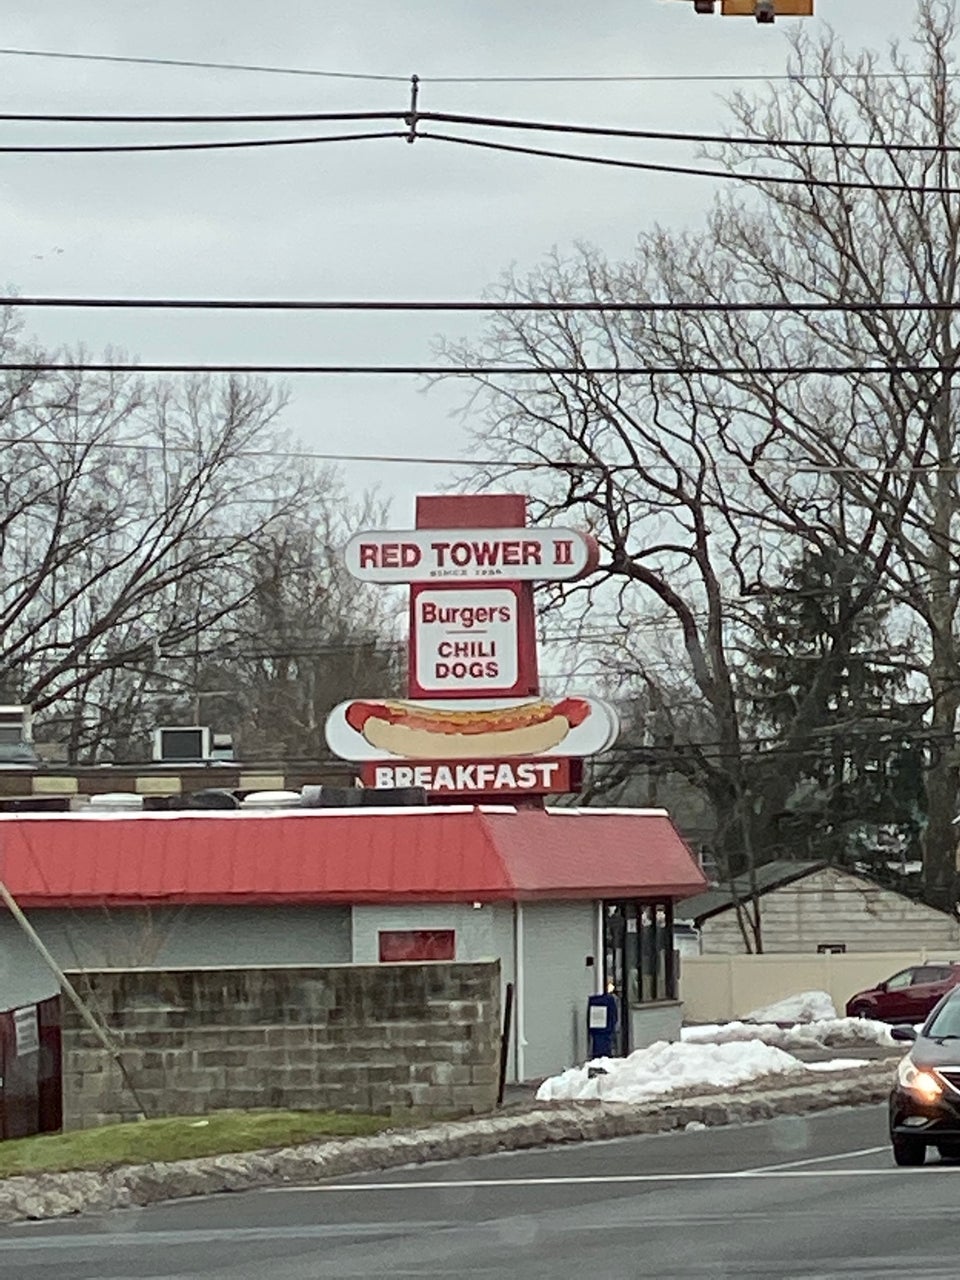 RED TOWER II
Burgers
CHILI
DOGS
BREAKFAST